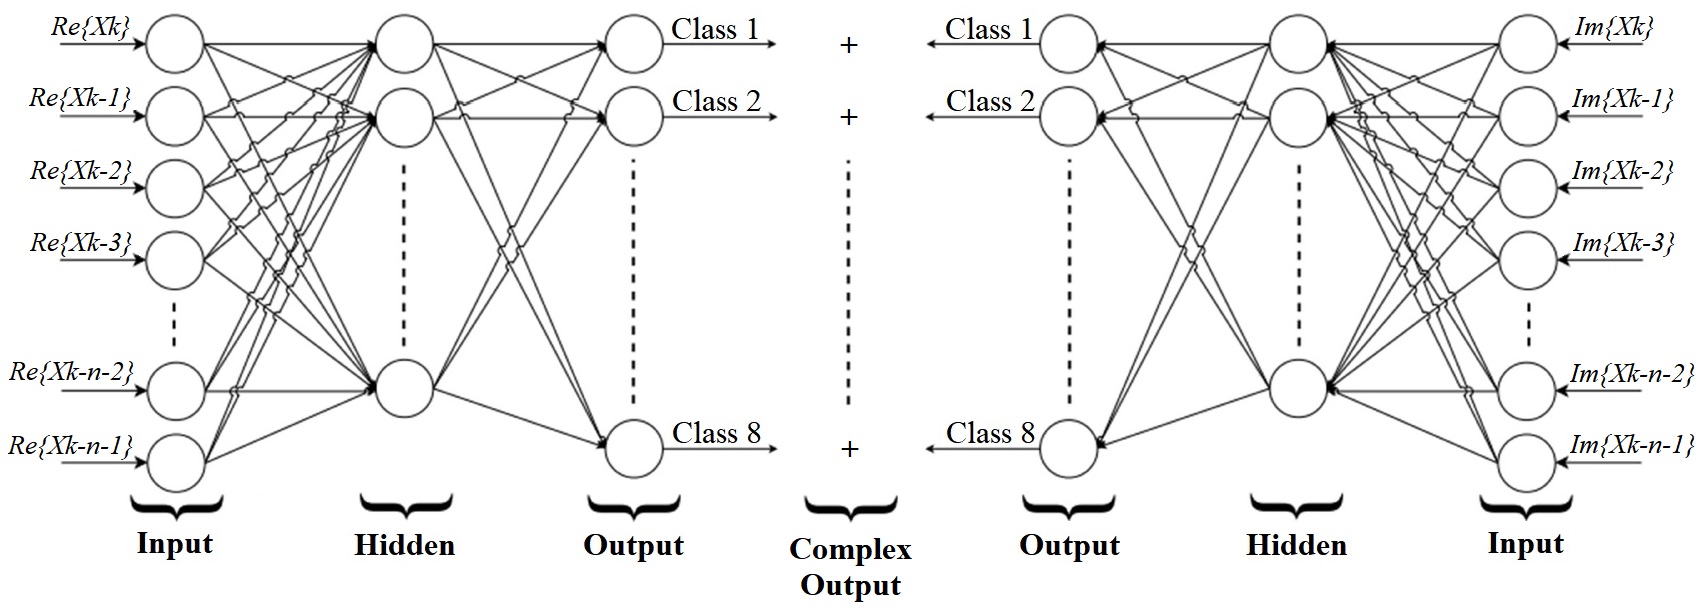 Re{Xk} Class 1 + Class 1 Im{Xk}
Re{Xk-1} Class 2 + Class 2 Im{Xk-1}
Re{Xk-2} Im{Xk-2}
Re{Xk-3} Im{Xk-3}
Re{Xk-n-2} Im{Xk-n-2}
Re{Xk-n-1} Class 8 + Class 8 Im{Xk-n-1}
Input Hidden Output Complex Output Hidden Input
Output